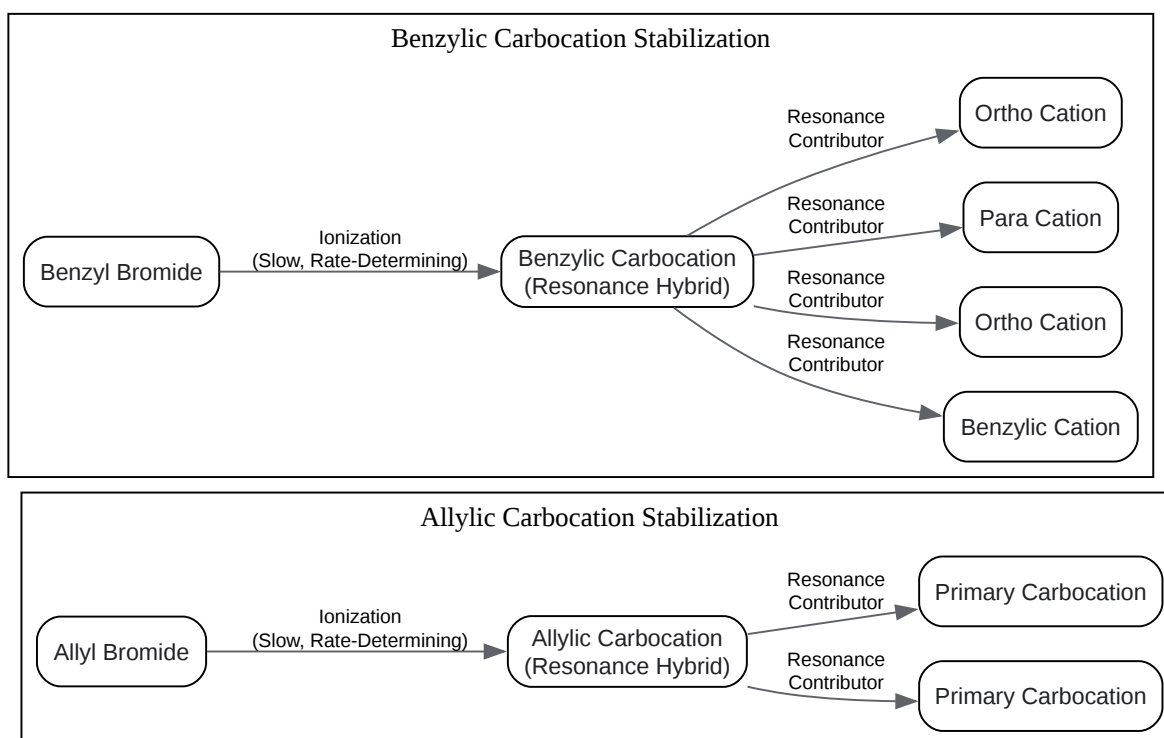 Benzylic Carbocation Stabilization
Benzyl Bromide
Ionization
(Slow, Rate-Determining)
Benzylic Carbocation
(Resonance Hybrid)
Resonance
Contributor
Ortho Cation
Resonance
Contributor
Para Cation
Resonance
Contributor
Ortho Cation
Resonance
Contributor
Benzylic Cation
Allylic Carbocation Stabilization
Allyl Bromide
Ionization
(Slow, Rate-Determining)
Allylic Carbocation
(Resonance Hybrid)
Resonance
Contributor
Primary Carbocation
Resonance
Contributor
Primary Carbocation